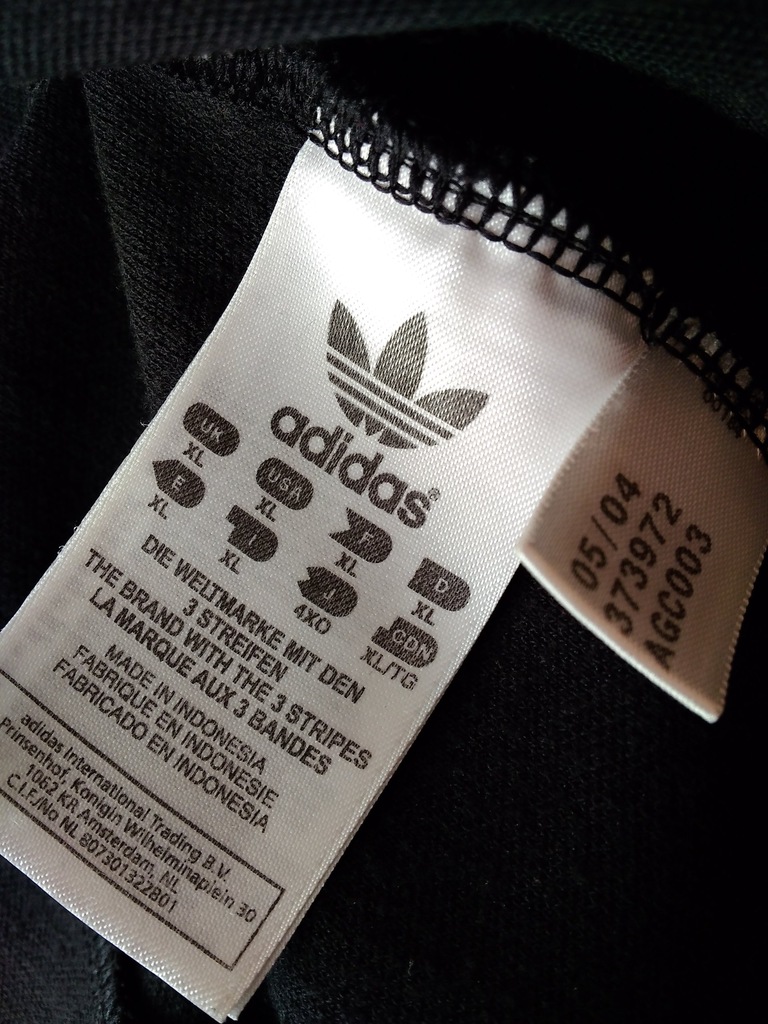 adidas®
UK USA F D
XL XL XL XL
E I J CDN
XL XL 4XO XL/TG
DIE WELTMARKE MIT DEN
3 STREIFEN
THE BRAND WITH THE 3 STRIPES
LA MARQUE AUX 3 BANDES
MADE IN INDONESIA
FABRIQUE EN INDONESIE
FABRICADO EN INDONESIA
adidas International Trading B.V.
Prinsenhof, Konigin Wilhelminaplein 30
1062 KR Amsterdam, NL
C.I.F./No NL 807301322B01
05/04
373972
AGC003